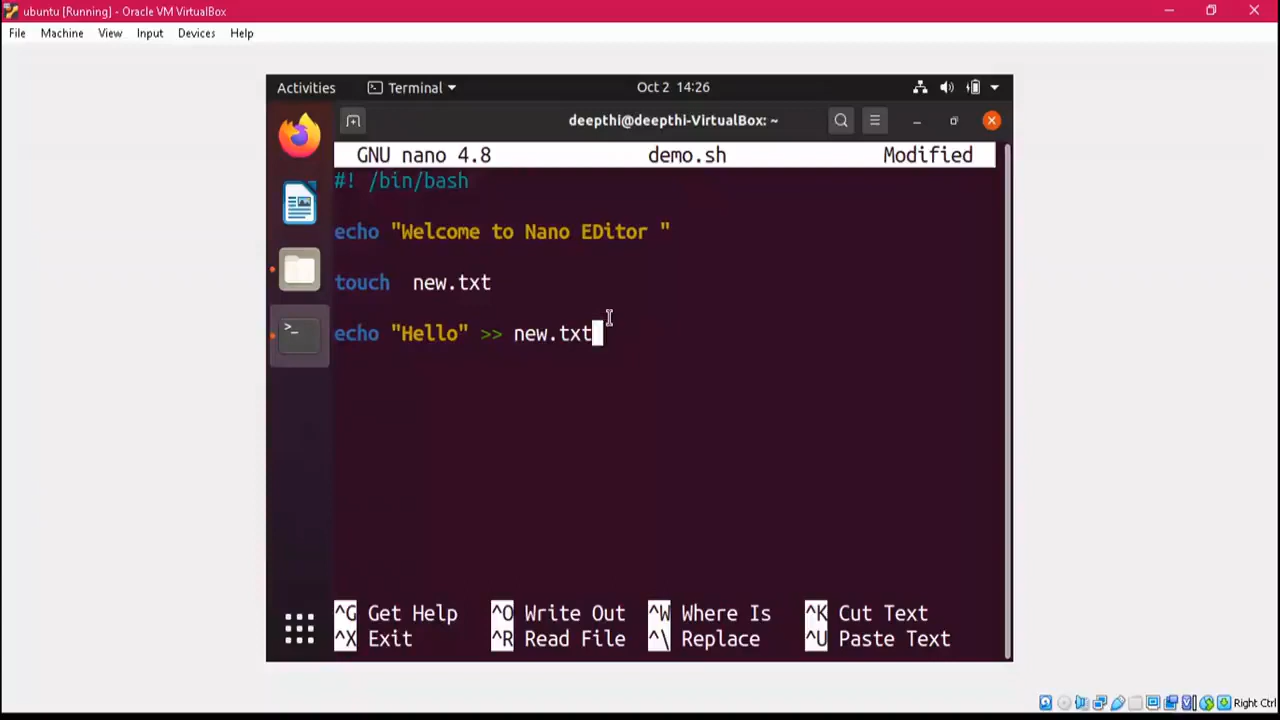 ubuntu [Running] - Oracle VM VirtualBox
File Machine View Input Devices Help
Activities Terminal Oct 2 14:26
deepthi@deepthi-VirtualBox: ~
GNU nano 4.8 demo.sh Modified
#! /bin/bash
echo "Welcome to Nano EDitor "
touch  new.txt
echo "Hello" >> new.txt
^G Get Help ^O Write Out ^W Where Is ^K Cut Text
^X Exit ^R Read File ^\ Replace ^U Paste Text
Right Ctrl